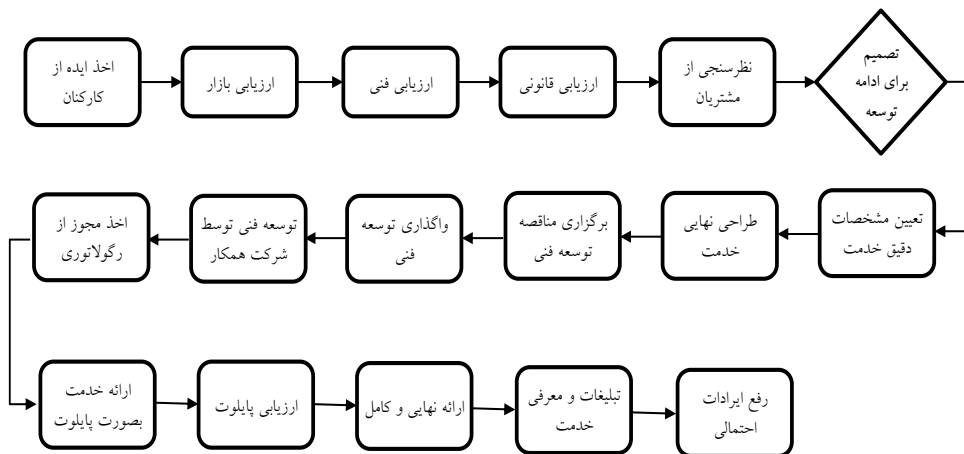 اخذ ایده از
کارکنان
ارزیابی بازار
ارزیابی فنی
ارزیابی قانونی
نظرسنجی از
مشتریان
تصمیم
برای ادامه
توسعه
تعیین مشخصات
دقیق خدمت
طراحی نهایی
خدمت
برگزاری مناقصه
توسعه فنی
واگذاری توسعه
فنی
توسعه فنی توسط
شرکت همکار
اخذ مجوز از
رگولاتوری
ارائه خدمت
بصورت پایلوت
ارزیابی پایلوت
ارائه نهایی و کامل
تبلیغات و معرفی
خدمت
رفع ایرادات
احتمالی